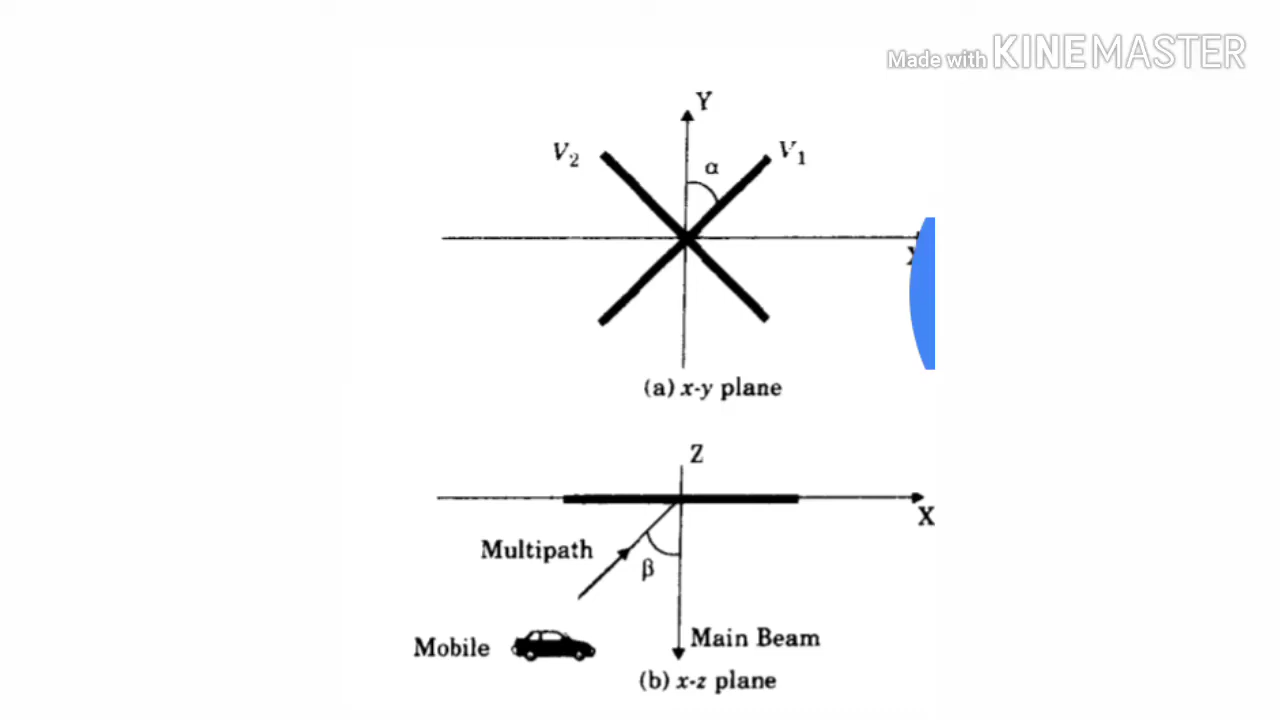 Made with KINEMASTER
Y
V2
α
V1
(a) x-y plane
Z
X
Multipath
β
Mobile
Main Beam
(b) x-z plane